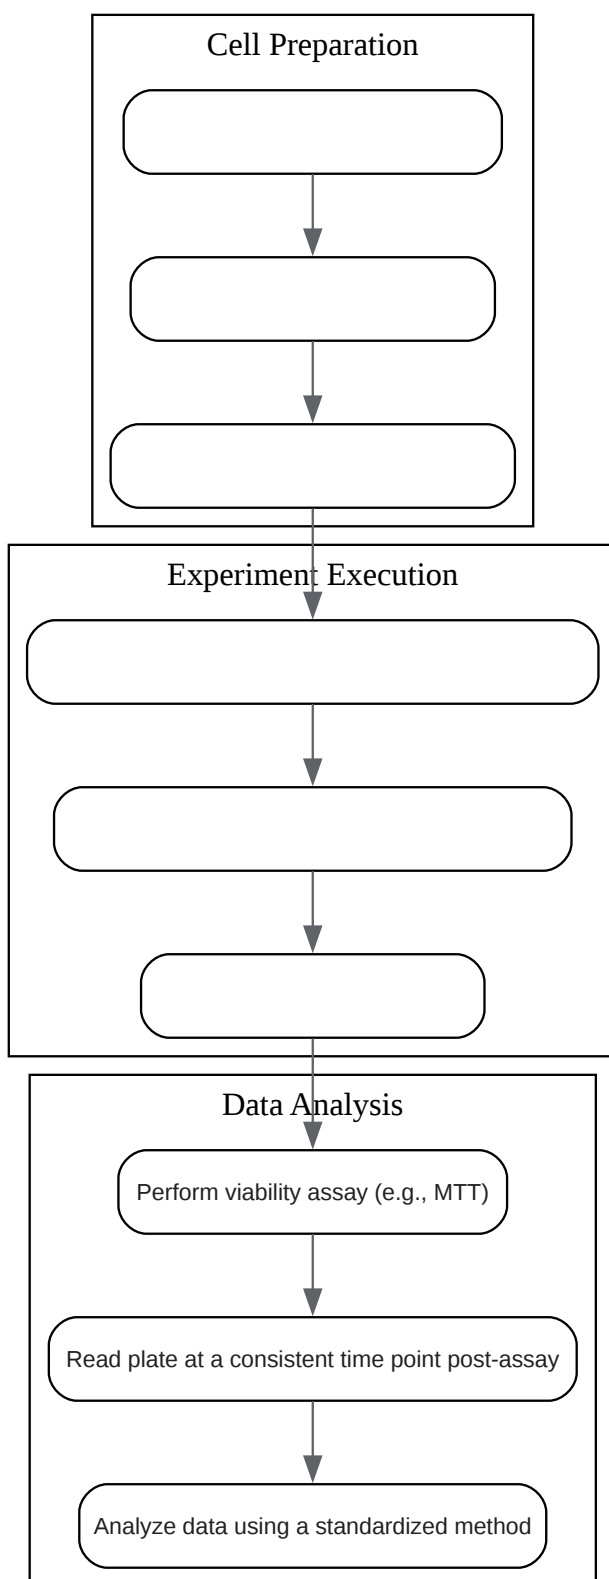 Cell Preparation
Experiment Execution
Data Analysis
Perform viability assay (e.g., MTT)
Read plate at a consistent time point post-assay
Analyze data using a standardized method